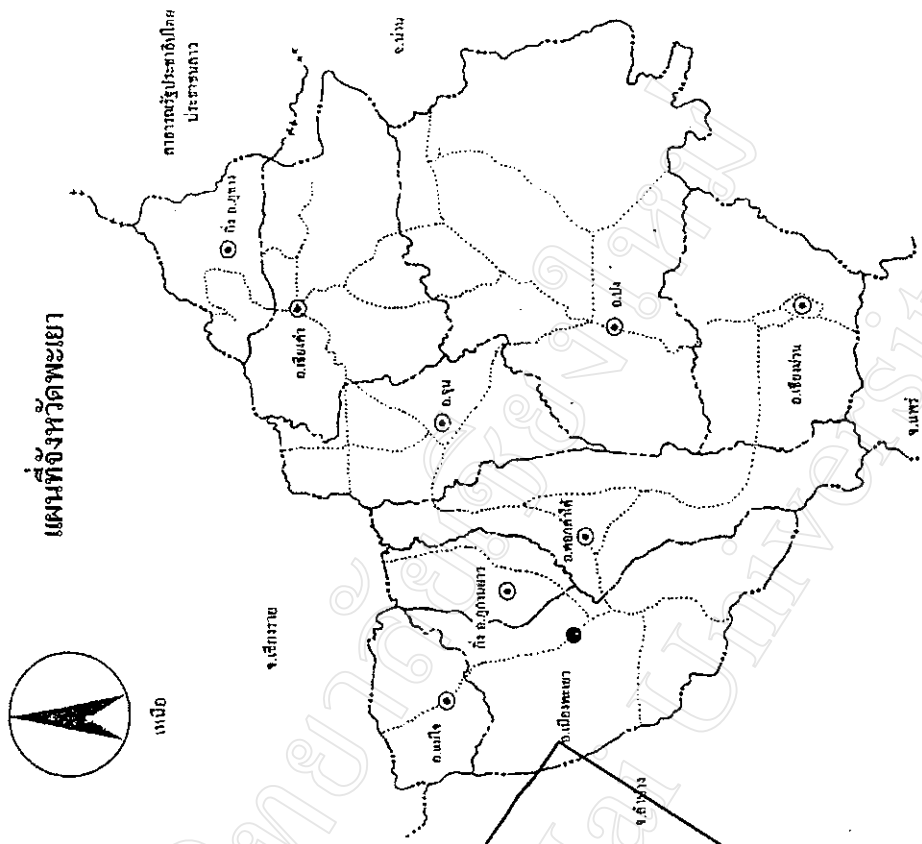 แผนที่จังหวัดพะเยา
เหนือ
สาธารณรัฐประชาธิปไตย
ประชาชนลาว
จ.น่าน
กิ่ง อ.ภูซาง
อ.เชียงคำ
จ.เชียงราย
อ.จุน
อ.ปง
กิ่ง อ.ภูกามยาว
อ.ดอกคำใต้
อ.แม่ใจ
อ.เมืองพะเยา
อ.เชียงม่วน
จ.ลำปาง
จ.แพร่